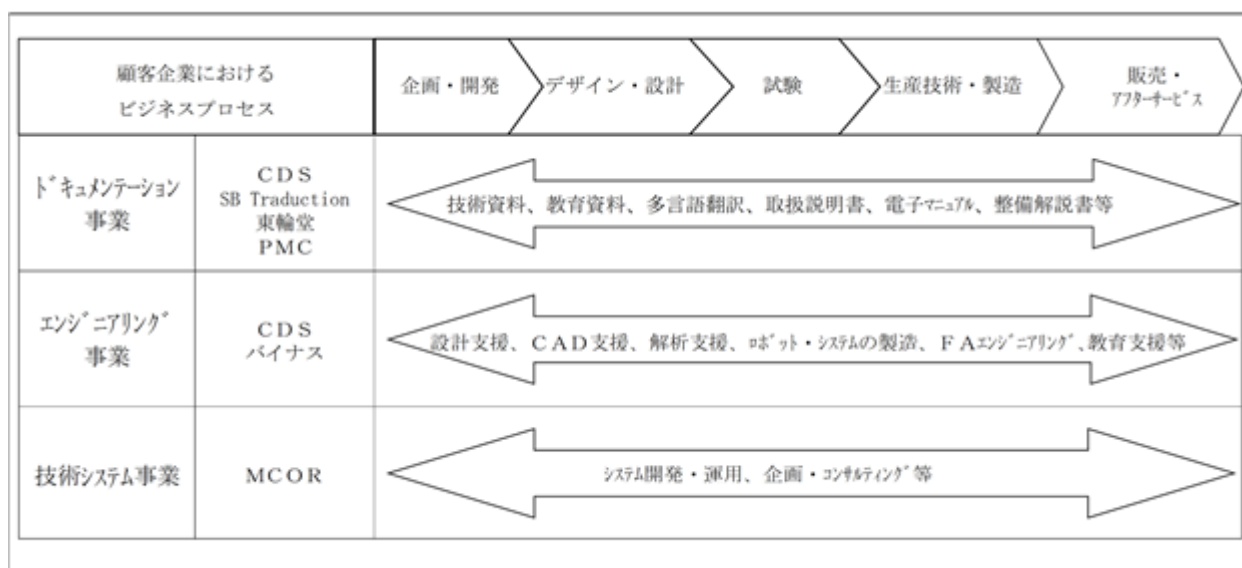 顧客企業における
ビジネスプロセス
企画・開発
デザイン・設計
試験
生産技術・製造
販売・
ｱﾌﾀｰｻｰﾋﾞｽ
ﾄﾞｷｭﾒﾝﾃｰｼｮﾝ
事業
ＣＤＳ
SB Traduction
東輪堂
ＰＭＣ
技術資料、教育資料、多言語翻訳、取扱説明書、電子ﾏﾆｭｱﾙ、整備解説書等
ｴﾝｼﾞﾆｱﾘﾝｸﾞ
事業
ＣＤＳ
バイナス
設計支援、ＣＡＤ支援、解析支援、ﾛﾎﾞｯﾄ・ｼｽﾃﾑの製造、ＦＡｴﾝｼﾞﾆｱﾘﾝｸﾞ、教育支援等
技術ｼｽﾃﾑ事業
ＭＣＯＲ
ｼｽﾃﾑ開発・運用、企画・ｺﾝｻﾙﾃｨﾝｸﾞ等